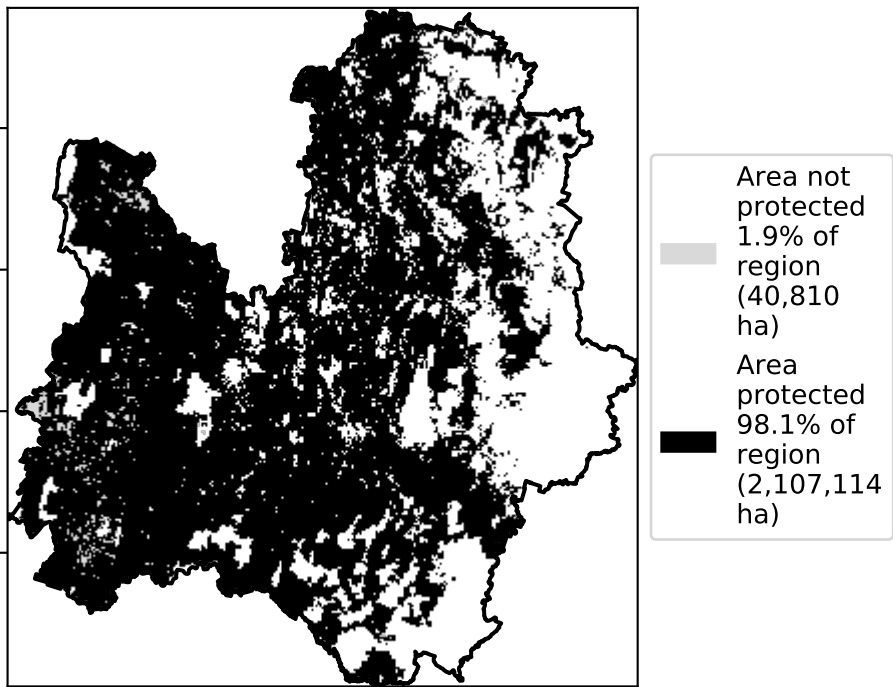 Area not
protected
1.9% of
region
(40,810
ha)
Area
protected
98.1% of
region
(2,107,114
ha)